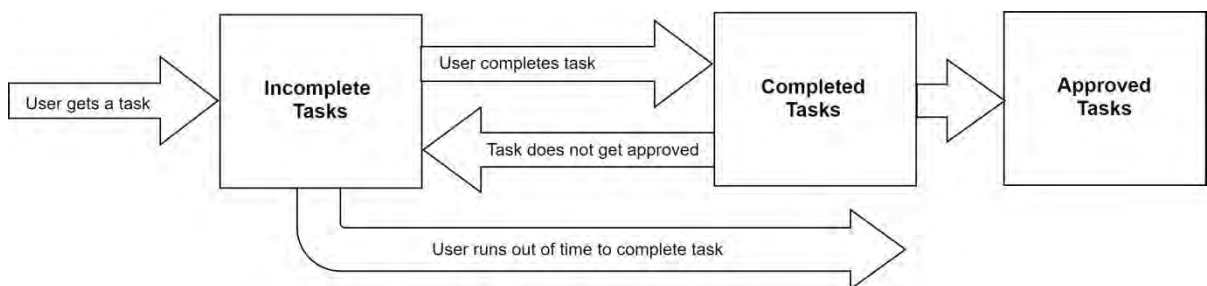 User gets a task
Incomplete
Tasks
User completes task
Task does not get approved
Completed
Tasks
Approved
Tasks
User runs out of time to complete task